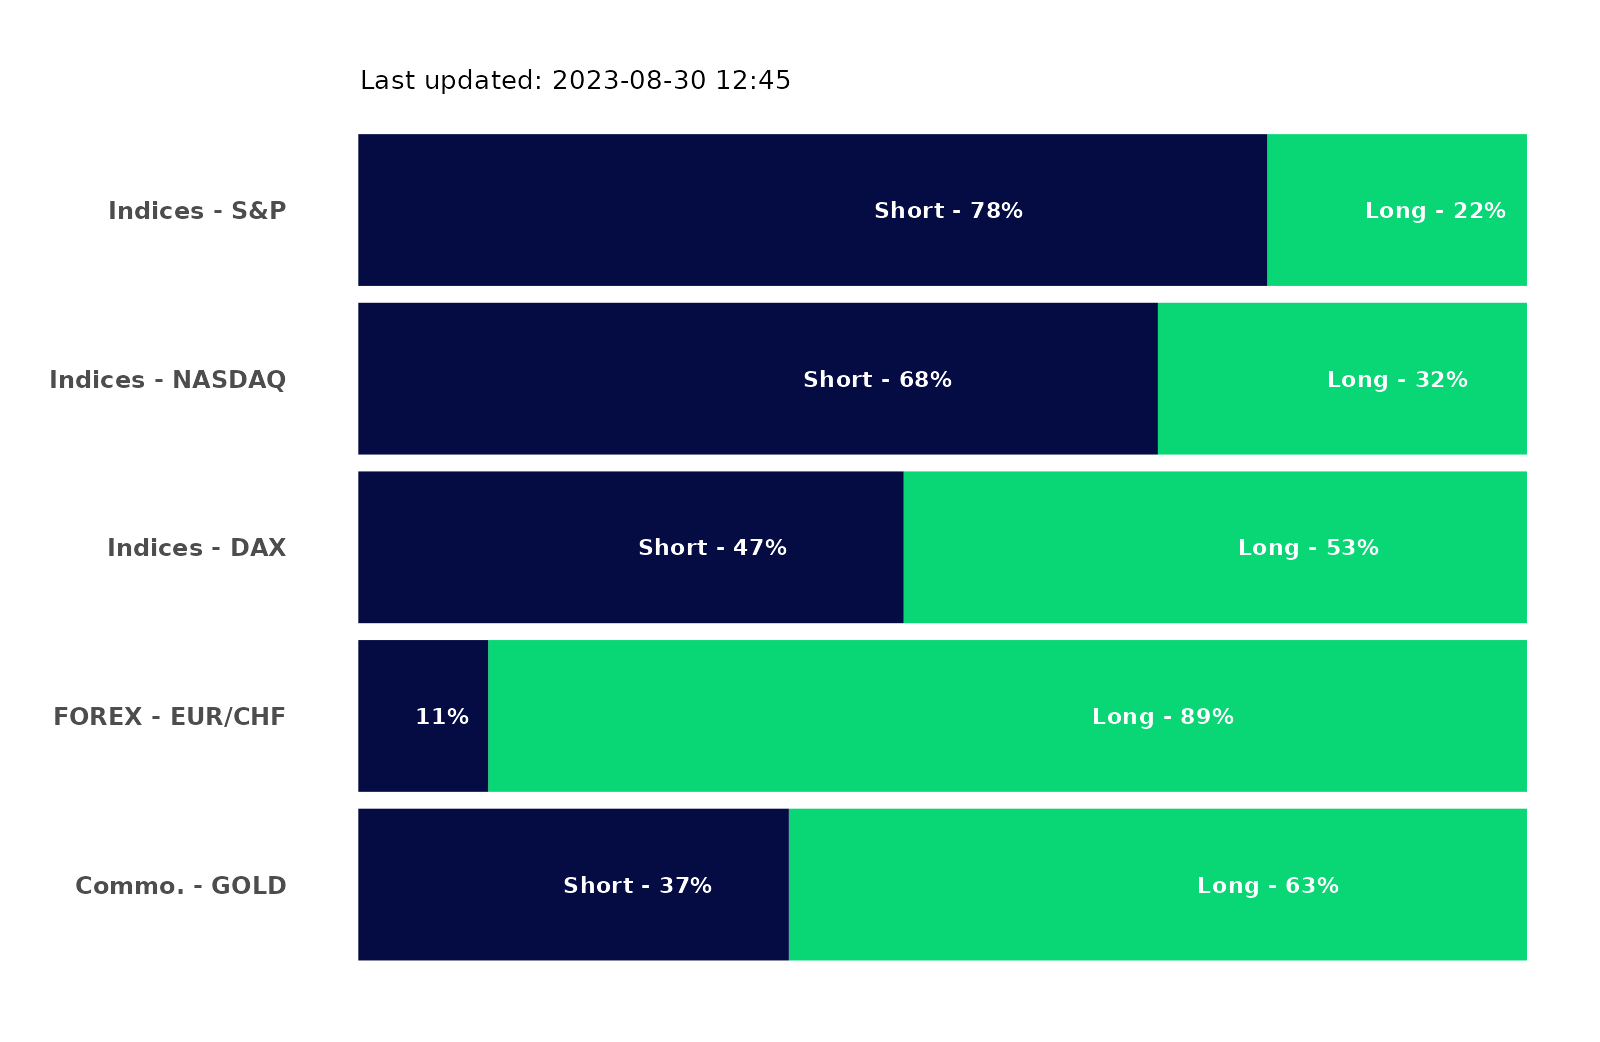 Last updated: 2023-08-30 12:45
Indices - S&P Short - 78% Long - 22%
Indices - NASDAQ Short - 68% Long - 32%
Indices - DAX Short - 47% Long - 53%
FOREX - EUR/CHF 11% Long - 89%
Commo. - GOLD Short - 37% Long - 63%